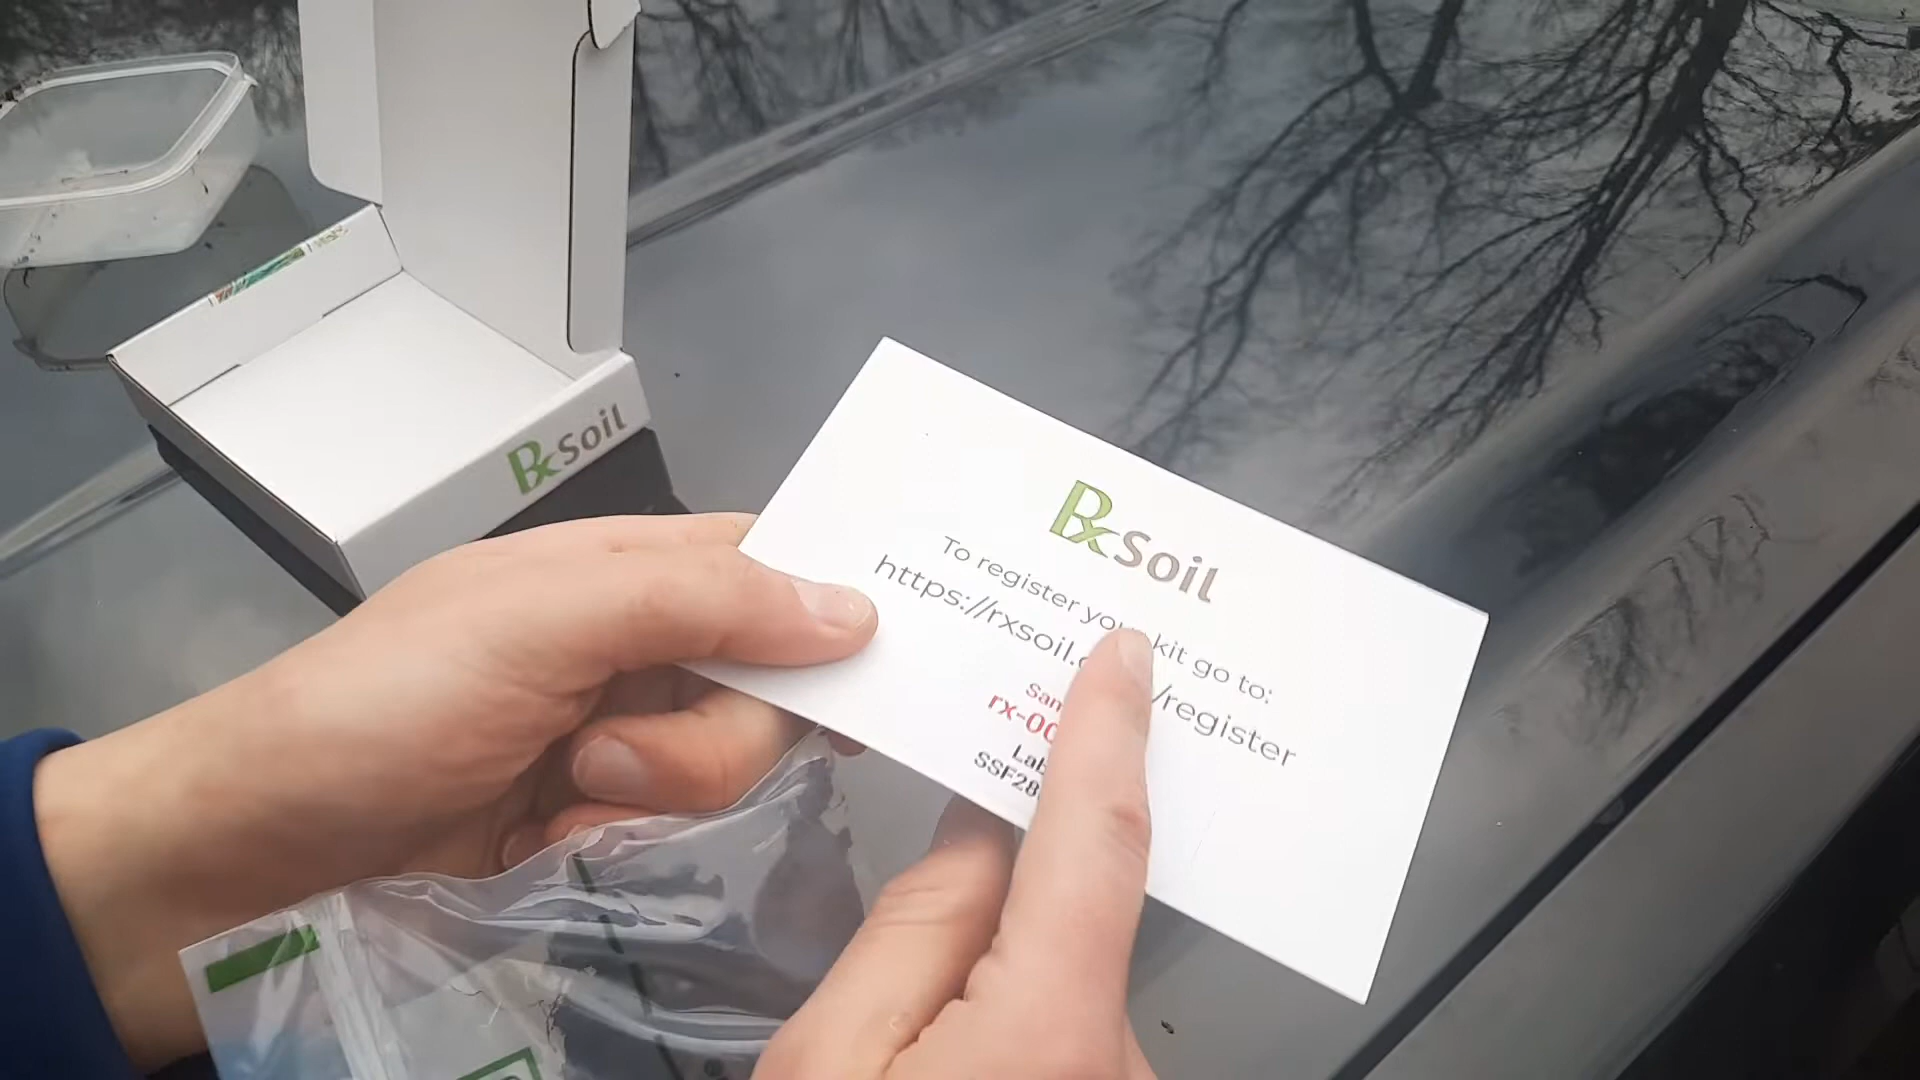 RxSoil
RxSoil
To register your kit go to:
https://rxsoil. /register
rx-00
SSF28